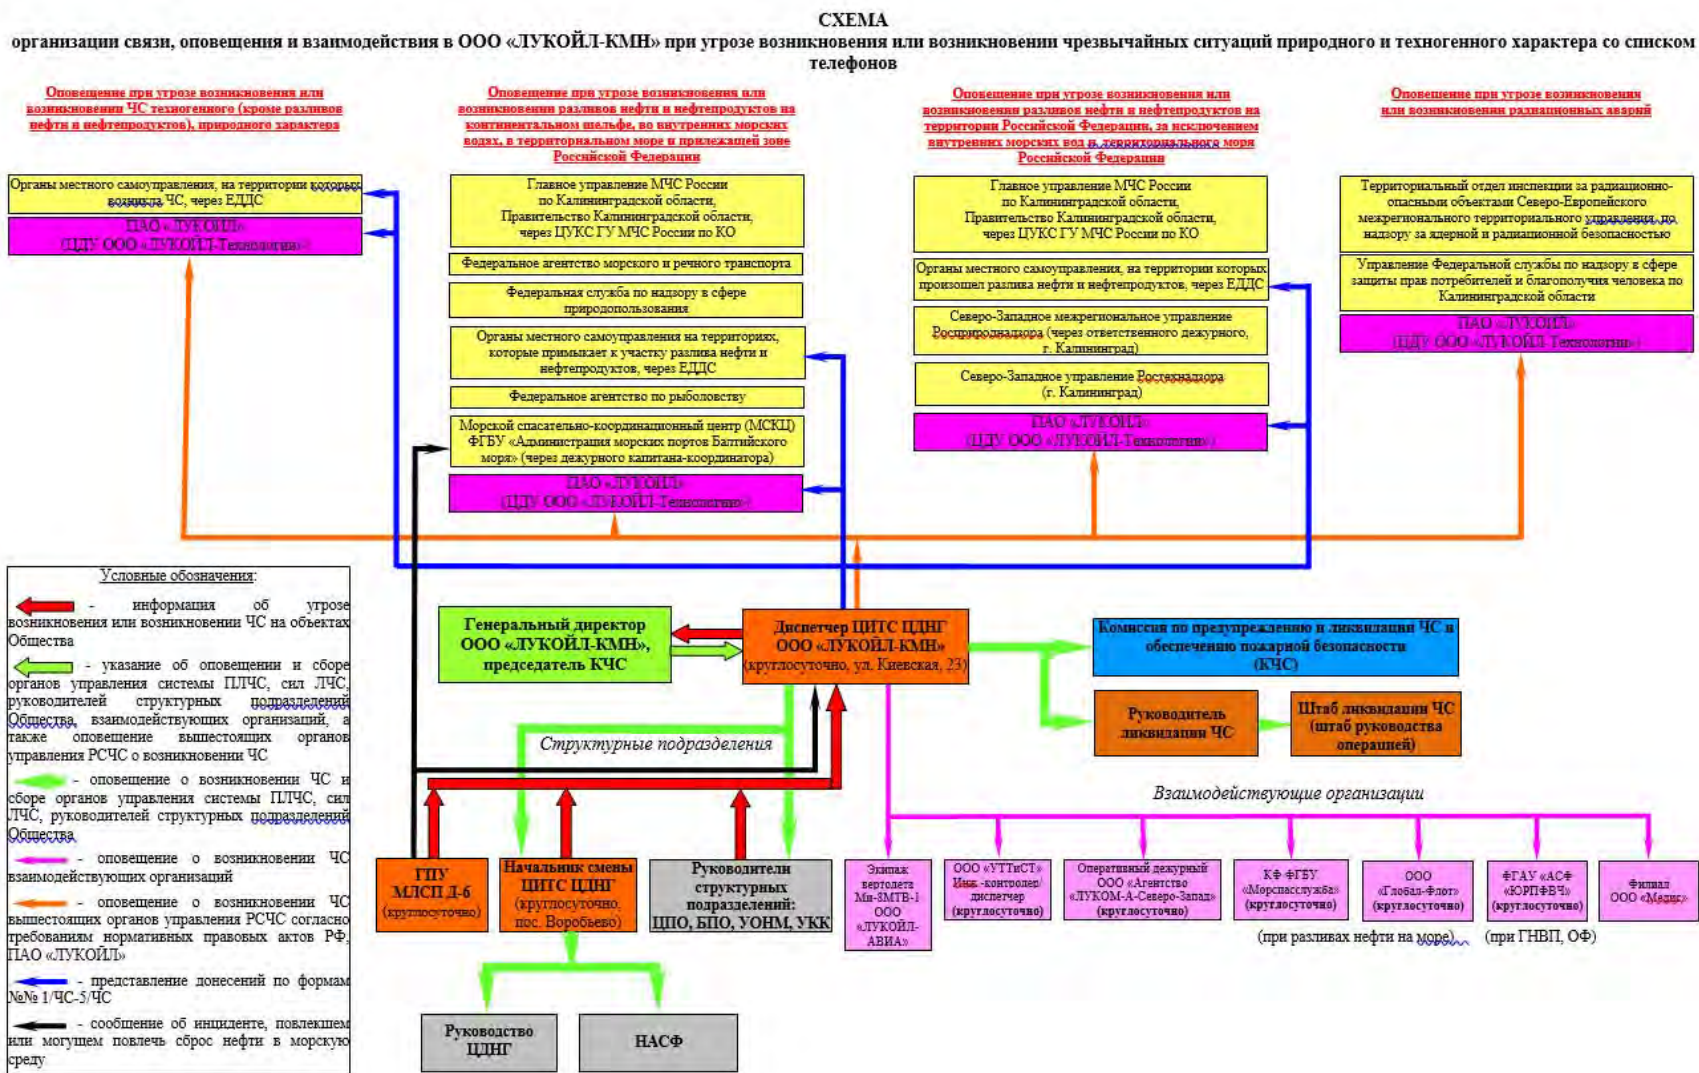 СХЕМА
организации связи, оповещения и взаимодействия в ООО «ЛУКОЙЛ-КМН» при угрозе возникновения или возникновении чрезвычайных ситуаций природного и техногенного характера со списком
телефонов
Оповещение при угрозе возникновения или
возникновении ЧС техногенного (кроме разливов
нефти и нефтепродуктов), природного характера
Органы местного самоуправления, на территории которых
возникла ЧС, через ЕДДС
ПАО «ЛУКОЙЛ»
(ЦДУ ООО «ЛУКОЙЛ-Технологии»)
Оповещение при угрозе возникновения или
возникновении разливов нефти и нефтепродуктов на
континентальном шельфе, во внутренних морских
водах, в территориальном море и прилежащей зоне
Российской Федерации
Главное управление МЧС России
по Калининградской области,
Правительство Калининградской области,
через ЦУКС ГУ МЧС России по КО
Федеральное агентство морского и речного транспорта
Федеральная служба по надзору в сфере
природопользования
Органы местного самоуправления на территориях,
которые примыкает к участку разлива нефти и
нефтепродуктов, через ЕДДС
Федеральное агентство по рыболовству
Морской спасательно-координационный центр (МСКЦ)
ФГБУ «Администрация морских портов Балтийского
моря» (через дежурного капитана-координатора)
ПАО «ЛУКОЙЛ»
(ЦДУ ООО «ЛУКОЙЛ-Технологии»)
Оповещение при угрозе возникновения или
возникновении разливов нефти и нефтепродуктов на
территории Российской Федерации, за исключением
внутренних морских вод и территориального моря
Российской Федерации
Главное управление МЧС России
по Калининградской области,
Правительство Калининградской области,
через ЦУКС ГУ МЧС России по КО
Органы местного самоуправления, на территории которых
произошел разлива нефти и нефтепродуктов, через ЕДДС
Северо-Западное межрегиональное управление
Росприроднадзора (через ответственного дежурного,
г. Калининград)
Северо-Западное управление Ростехнадзора
(г. Калининград)
ПАО «ЛУКОЙЛ»
(ЦДУ ООО «ЛУКОЙЛ-Технологии»)
Оповещение при угрозе возникновения
или возникновении радиационных аварий
Территориальный отдел инспекции за радиационно-
опасными объектами Северо-Европейского
межрегионального территориального управления по
надзору за ядерной и радиационной безопасностью
Управление Федеральной службы по надзору в сфере
защиты прав потребителей и благополучия человека по
Калининградской области
ПАО «ЛУКОЙЛ»
(ЦДУ ООО «ЛУКОЙЛ-Технологии»)
Условные обозначения:
- информация об угрозе
возникновения или возникновении ЧС на объектах
Общества
- указание об оповещении и сборе
органов управления системы ПЛЧС, сил ЛЧС,
руководителей структурных подразделений
Общества, взаимодействующих организаций, а
также оповещение вышестоящих органов
управления РСЧС о возникновении ЧС
- оповещение о возникновении ЧС и
сборе органов управления системы ПЛЧС, сил
ЛЧС, руководителей структурных подразделений
Общества
- оповещение о возникновении ЧС
взаимодействующих организаций
- оповещение о возникновении ЧС
вышестоящих органов управления РСЧС согласно
требованиям нормативных правовых актов РФ,
ПАО «ЛУКОЙЛ»
- представление донесений по формам
№№ 1/ЧС-5/ЧС
- сообщение об инциденте, повлекшем
или могущем повлечь сброс нефти в морскую
среду
Генеральный директор
ООО «ЛУКОЙЛ-КМН»,
председатель КЧС
Диспетчер ЦИТС ЦДНГ
ООО «ЛУКОЙЛ-КМН»
(круглосуточно, ул. Киевская, 23)
Комиссия по предупреждению и ликвидации ЧС и
обеспечению пожарной безопасности
(КЧС)
Руководитель
ликвидации ЧС
Штаб ликвидации ЧС
(штаб руководства
операцией)
Структурные подразделения
Взаимодействующие организации
ГПУ
МЛСП Д-6
(круглосуточно)
Начальник смены
ЦИТС ЦДНГ
(круглосуточно,
пос. Воробьево)
Руководители
структурных
подразделений:
ЦПО, БПО, УОНМ, УКК
Экипаж
вертолета
Ми-8МТВ-1
ООО
«ЛУКОЙЛ-
АВИА»
ООО «УТТиСТ»
Инж.-контролер/
диспетчер
(круглосуточно)
Оперативный дежурный
ООО «Агентство
«ЛУКОМ-А-Северо-Запад»
(круглосуточно)
КФ ФГБУ
«Морспасслужба»
(круглосуточно)
ООО
«Глобал-Флот»
(круглосуточно)
ФГАУ «АСФ
«ЮРПФВЧ»
(круглосуточно)
Филиал
ООО «Медис»
(при разливах нефти на море)
(при ГНВП, ОФ)
Руководство
ЦДНГ
НАСФ